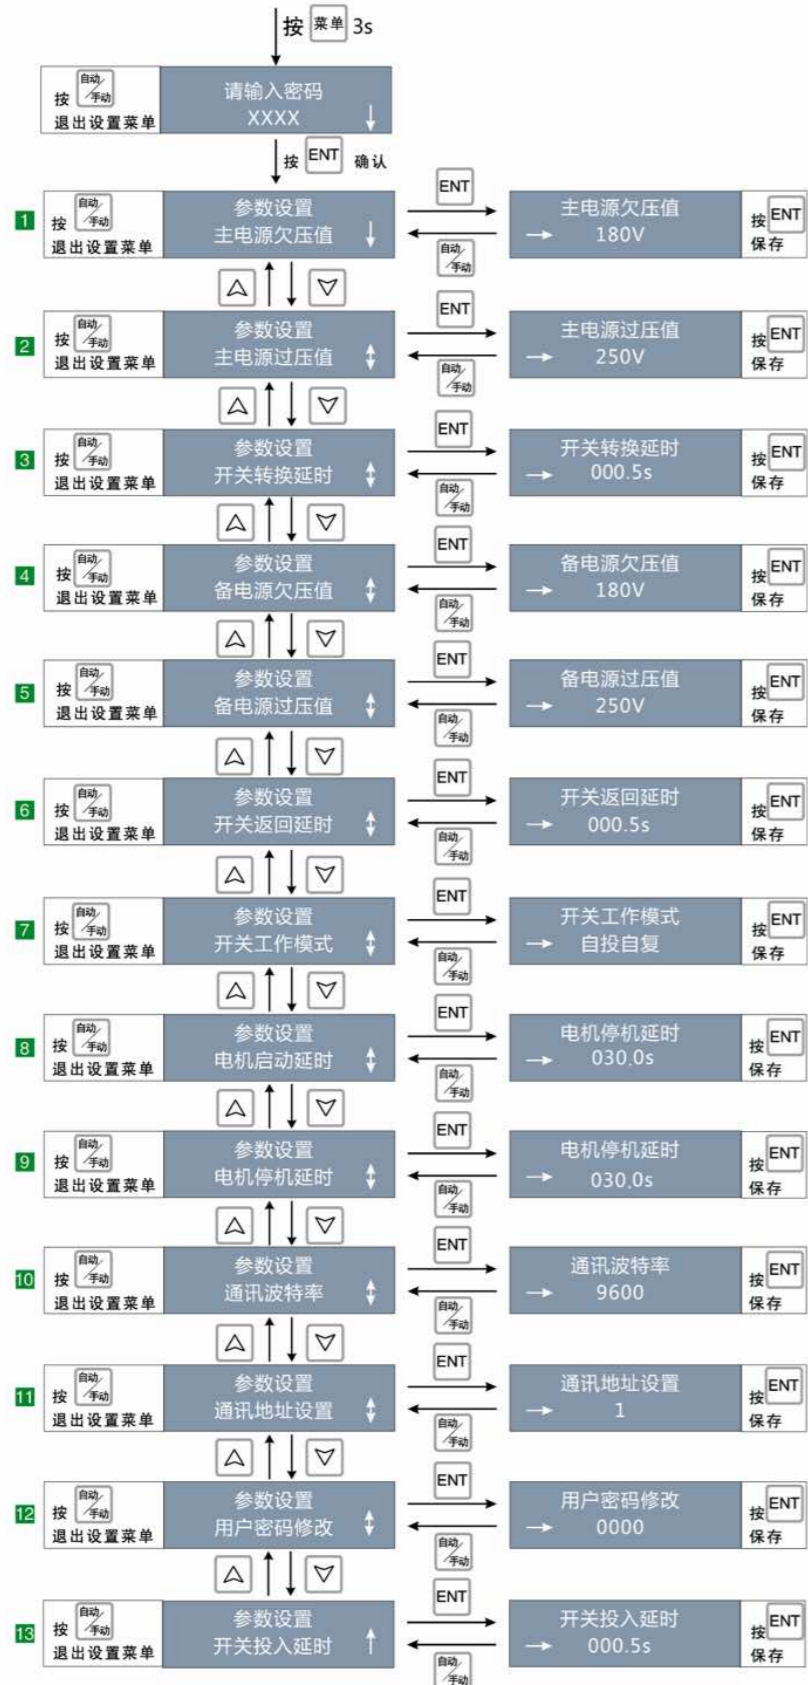 按 菜单 3s
按 自动/手动 请输入密码
退出设置菜单 XXXX
按 ENT 确认
ENT
1 按 自动/手动 参数设置 主电源欠压值 按 ENT
退出设置菜单 主电源欠压值 180V 保存
自动/手动
ENT
2 按 自动/手动 参数设置 主电源过压值 按 ENT
退出设置菜单 主电源过压值 250V 保存
自动/手动
ENT
3 按 自动/手动 参数设置 开关转换延时 按 ENT
退出设置菜单 开关转换延时 000.5s 保存
自动/手动
ENT
4 按 自动/手动 参数设置 备电源欠压值 按 ENT
退出设置菜单 备电源欠压值 180V 保存
自动/手动
ENT
5 按 自动/手动 参数设置 备电源过压值 按 ENT
退出设置菜单 备电源过压值 250V 保存
自动/手动
ENT
6 按 自动/手动 参数设置 开关返回延时 按 ENT
退出设置菜单 开关返回延时 000.5s 保存
自动/手动
ENT
7 按 自动/手动 参数设置 开关工作模式 按 ENT
退出设置菜单 开关工作模式 自投自复 保存
自动/手动
ENT
8 按 自动/手动 参数设置 电机停机延时 按 ENT
退出设置菜单 电机启动延时 030.0s 保存
自动/手动
ENT
9 按 自动/手动 参数设置 电机停机延时 按 ENT
退出设置菜单 电机停机延时 030.0s 保存
自动/手动
ENT
10 按 自动/手动 参数设置 通讯波特率 按 ENT
退出设置菜单 通讯波特率 9600 保存
自动/手动
ENT
11 按 自动/手动 参数设置 通讯地址设置 按 ENT
退出设置菜单 通讯地址设置 1 保存
自动/手动
ENT
12 按 自动/手动 参数设置 用户密码修改 按 ENT
退出设置菜单 用户密码修改 0000 保存
自动/手动
ENT
13 按 自动/手动 参数设置 开关投入延时 按 ENT
退出设置菜单 开关投入延时 000.5s 保存
自动/手动